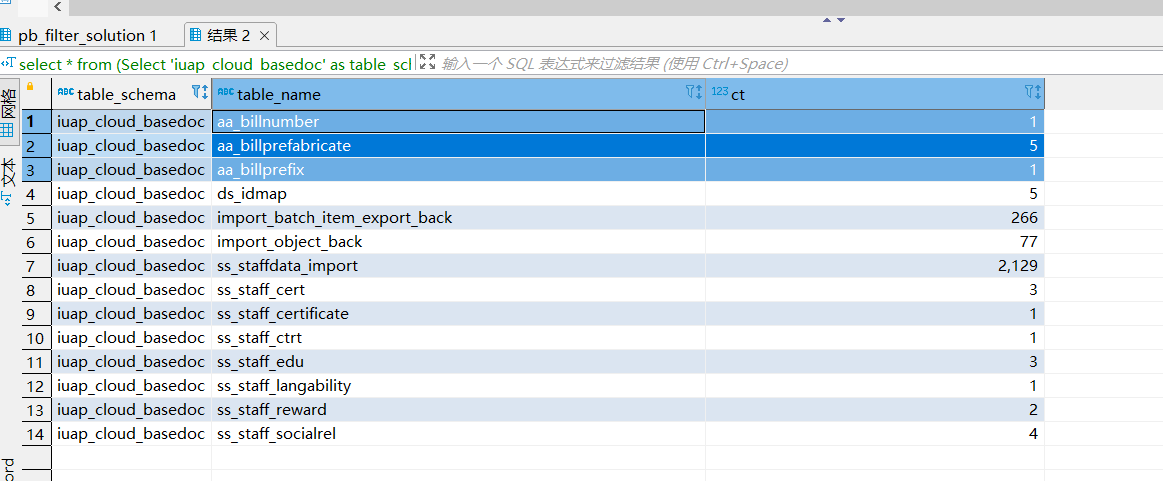 pb_filter_solution 1 结果 2
select * from (Select 'iuap_cloud_basedoc' as table_scl 输入一个 SQL 表达式来过滤结果 (使用 Ctrl+Space)
网格
文本
ord
ABC table_schema ABC table_name 123 ct
1 iuap_cloud_basedoc aa_billnumber 1
2 iuap_cloud_basedoc aa_billprefabricate 5
3 iuap_cloud_basedoc aa_billprefix 1
4 iuap_cloud_basedoc ds_idmap 5
5 iuap_cloud_basedoc import_batch_item_export_back 266
6 iuap_cloud_basedoc import_object_back 77
7 iuap_cloud_basedoc ss_staffdata_import 2,129
8 iuap_cloud_basedoc ss_staff_cert 3
9 iuap_cloud_basedoc ss_staff_certificate 1
10 iuap_cloud_basedoc ss_staff_ctrt 1
11 iuap_cloud_basedoc ss_staff_edu 3
12 iuap_cloud_basedoc ss_staff_langability 1
13 iuap_cloud_basedoc ss_staff_reward 2
14 iuap_cloud_basedoc ss_staff_socialrel 4